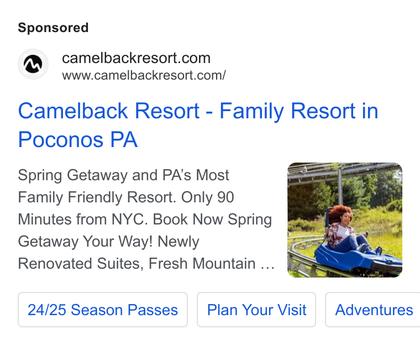 Sponsored
camelbackresort.com
www.camelbackresort.com/
Camelback Resort - Family Resort in
Poconos PA
Spring Getaway and PA's Most
Family Friendly Resort. Only 90
Minutes from NYC. Book Now Spring
Getaway Your Way! Newly
Renovated Suites, Fresh Mountain ...
24/25 Season Passes
Plan Your Visit
Adventures